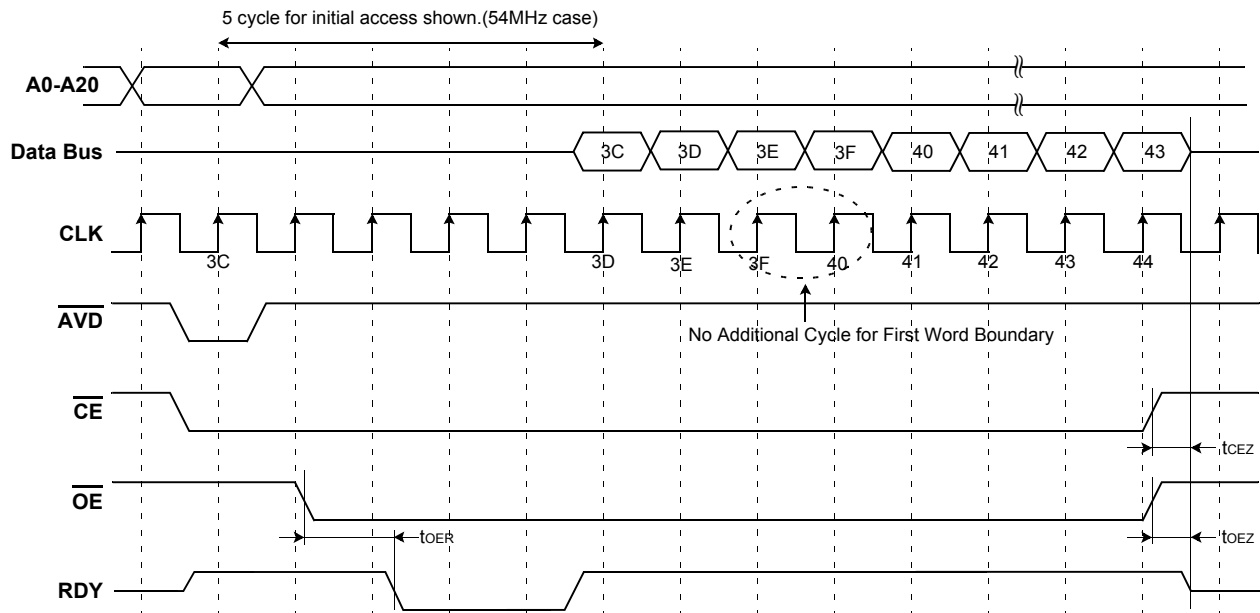 5 cycle for initial access shown.(54MHz case)
A0-A20
Data Bus
3C 3D 3E 3F 40 41 42 43
CLK
3C 3D 3E 3F 40 41 42 43 44
AVD
No Additional Cycle for First Word Boundary
CE
tCEZ
OE
tOER
tOEZ
RDY